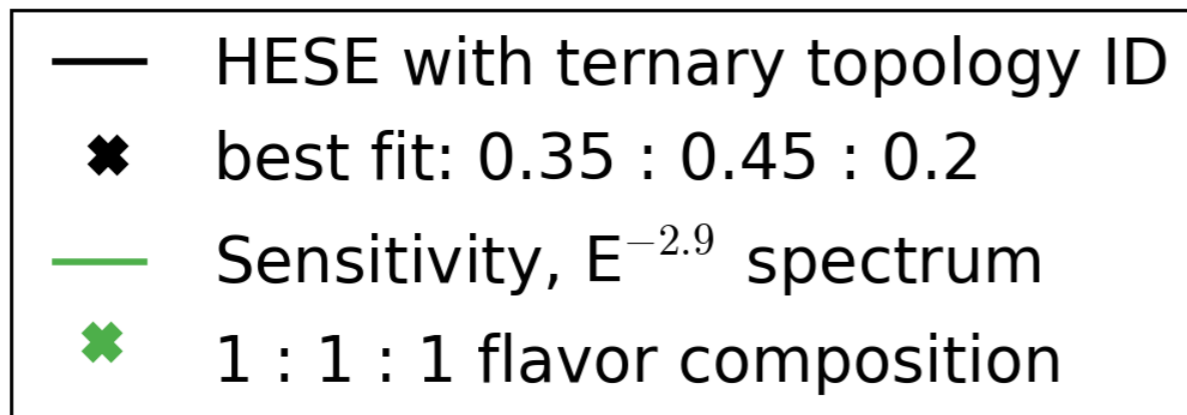 HESE with ternary topology ID
best fit: 0.35 : 0.45 : 0.2
Sensitivity, E⁻²·⁹ spectrum
1 : 1 : 1 flavor composition